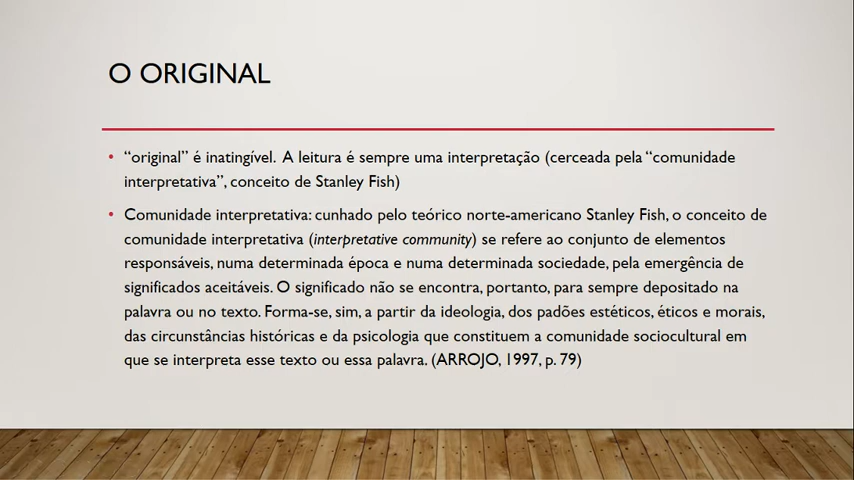 O ORIGINAL
• “original” é inatingível. A leitura é sempre uma interpretação (cerceada pela “comunidade
interpretativa”, conceito de Stanley Fish)
• Comunidade interpretativa: cunhado pelo teórico norte-americano Stanley Fish, o conceito de
comunidade interpretativa (interpretative community) se refere ao conjunto de elementos
responsáveis, numa determinada época e numa determinada sociedade, pela emergência de
significados aceitáveis. O significado não se encontra, portanto, para sempre depositado na
palavra ou no texto. Forma-se, sim, a partir da ideologia, dos padões estéticos, éticos e morais,
das circunstâncias históricas e da psicologia que constituem a comunidade sociocultural em
que se interpreta esse texto ou essa palavra. (ARROJO, 1997, p. 79)